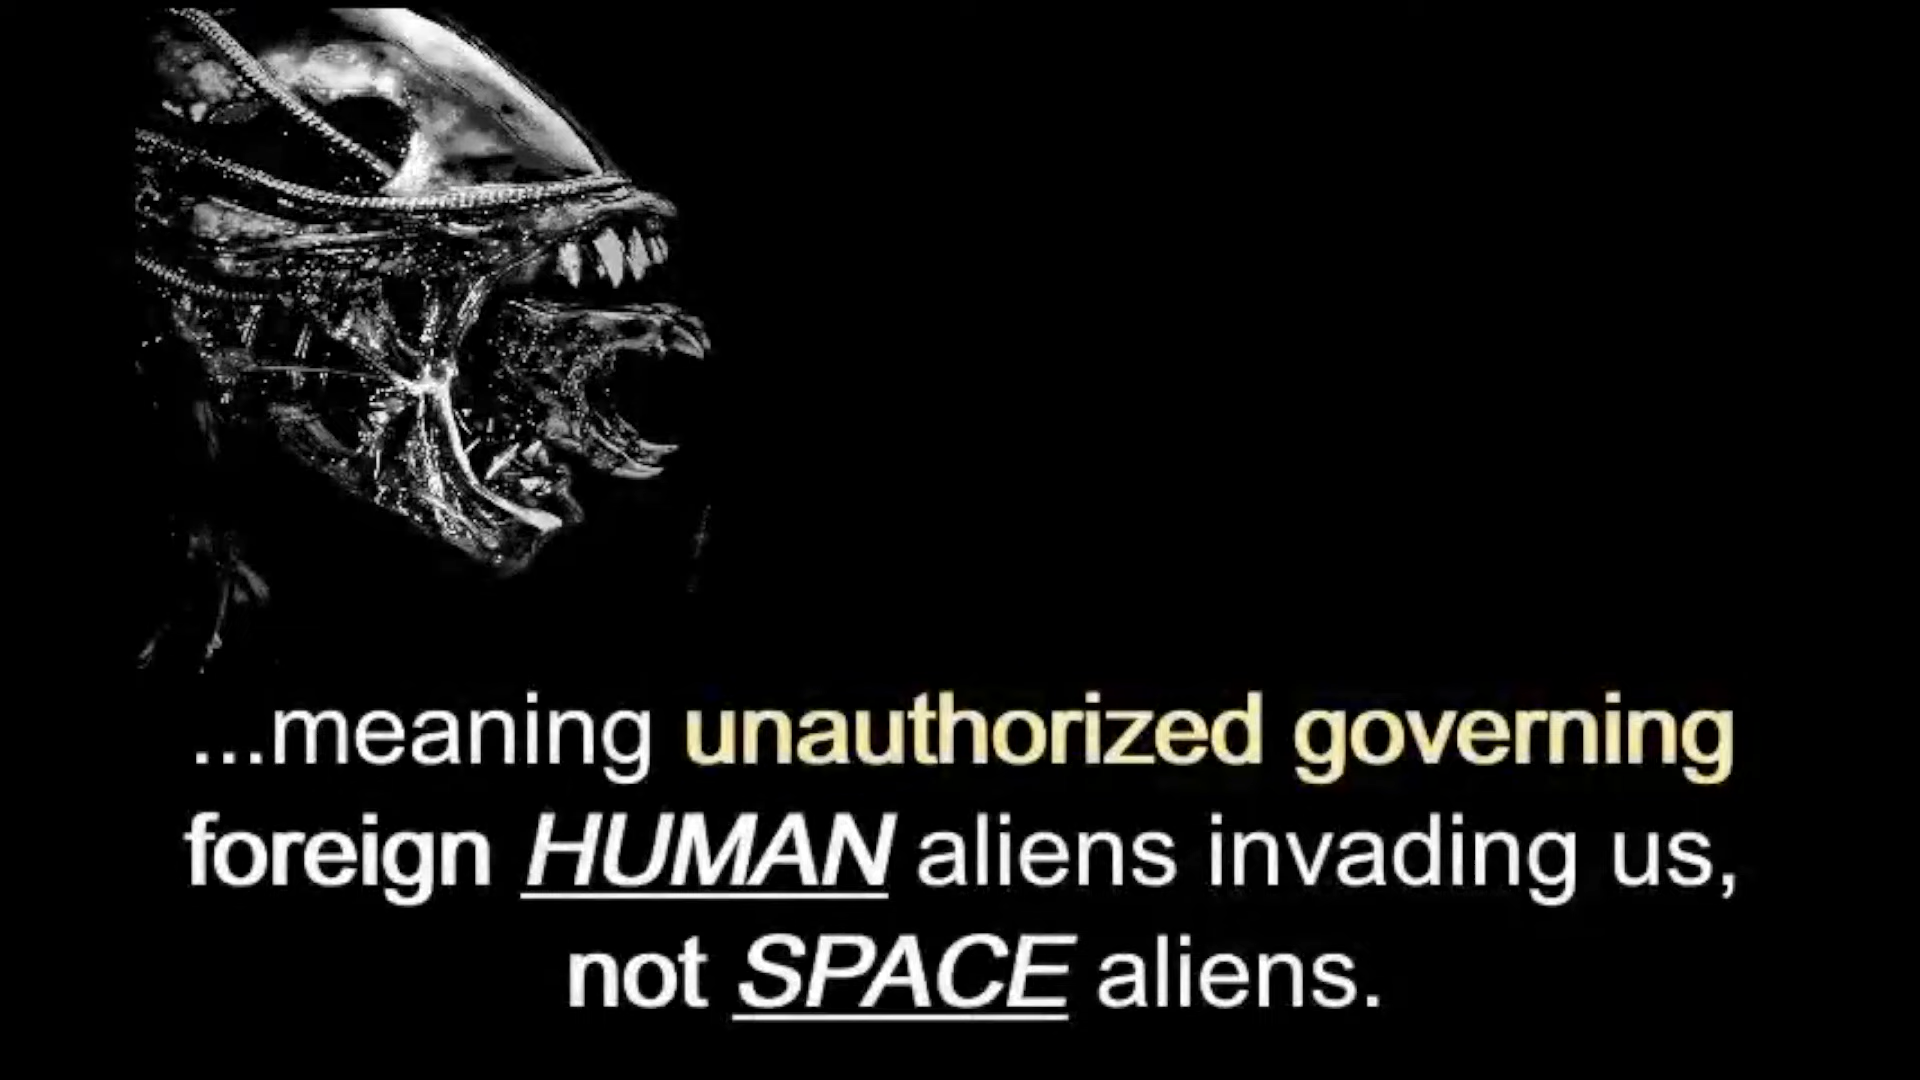 ...meaning unauthorized governing
foreign HUMAN aliens invading us,
not SPACE aliens.